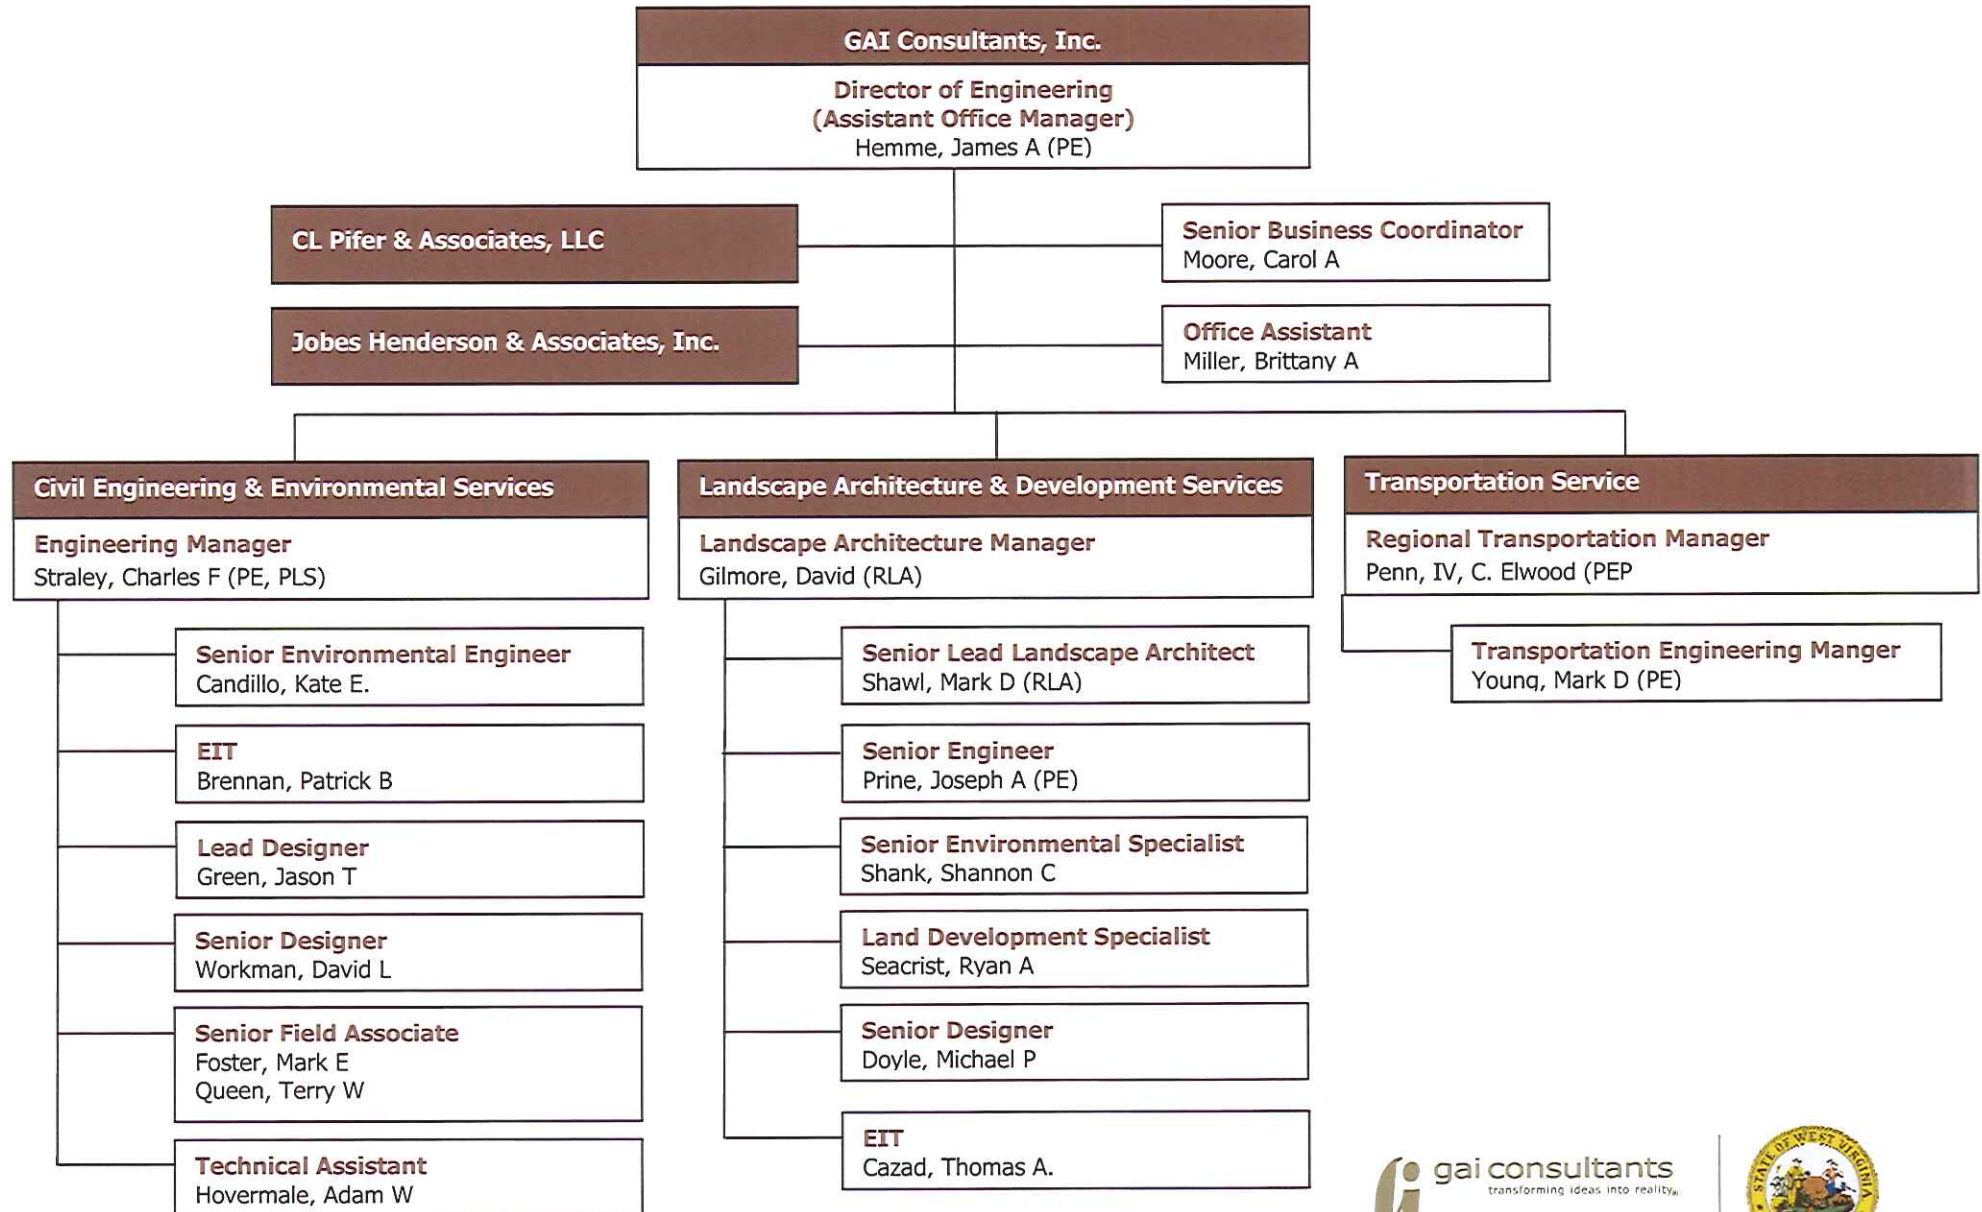 GAI Consultants, Inc.
Director of Engineering
(Assistant Office Manager)
Hemme, James A (PE)
CL Pifer & Associates, LLC
Senior Business Coordinator
Moore, Carol A
Jobes Henderson & Associates, Inc.
Office Assistant
Miller, Brittany A
Civil Engineering & Environmental Services
Engineering Manager
Straley, Charles F (PE, PLS)
Senior Environmental Engineer
Candillo, Kate E.
EIT
Brennan, Patrick B
Lead Designer
Green, Jason T
Senior Designer
Workman, David L
Senior Field Associate
Foster, Mark E
Queen, Terry W
Technical Assistant
Hovermale, Adam W
Landscape Architecture & Development Services
Landscape Architecture Manager
Gilmore, David (RLA)
Senior Lead Landscape Architect
Shawl, Mark D (RLA)
Senior Engineer
Prine, Joseph A (PE)
Senior Environmental Specialist
Shank, Shannon C
Land Development Specialist
Seacrist, Ryan A
Senior Designer
Doyle, Michael P
EIT
Cazad, Thomas A.
Transportation Service
Regional Transportation Manager
Penn, IV, C. Elwood (PEP
Transportation Engineering Manger
Young, Mark D (PE)
gai consultants
transforming ideas into reality
STATE OF WEST VIRGINIA